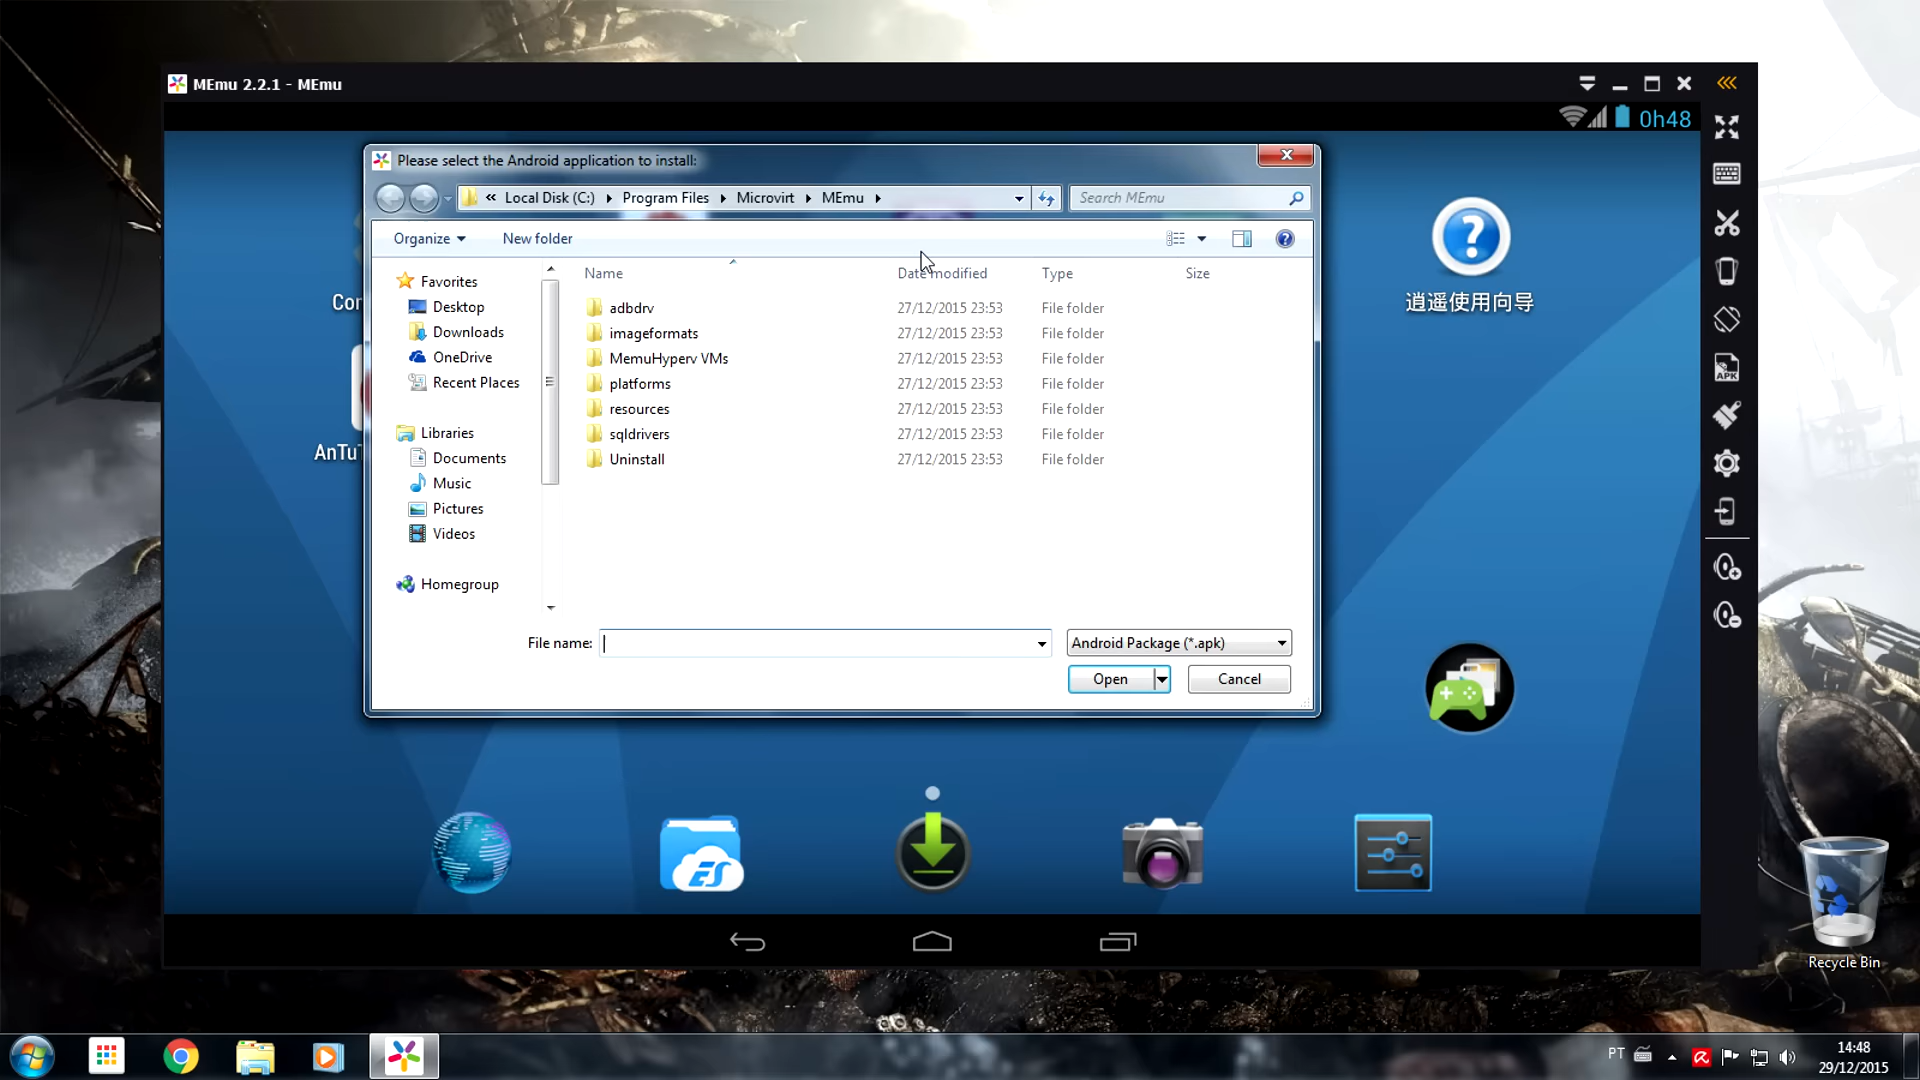 MEmu 2.2.1 - MEmu
0h48
Please select the Android application to install:
« Local Disk (C:) Program Files Microvirt MEmu
Search MEmu
Organize New folder
Name Date modified Type Size
Favorites
Desktop
Downloads
OneDrive
Recent Places
Libraries
Documents
Music
Pictures
Videos
Homegroup
adbdrv 27/12/2015 23:53 File folder
imageformats 27/12/2015 23:53 File folder
MemuHyperv VMs 27/12/2015 23:53 File folder
platforms 27/12/2015 23:53 File folder
resources 27/12/2015 23:53 File folder
sqldrivers 27/12/2015 23:53 File folder
Uninstall 27/12/2015 23:53 File folder
File name:
Android Package (*.apk)
Open Cancel
Con
AnTuT
逍遥使用向导
APK
ES
Recycle Bin
PT
14:48
29/12/2015